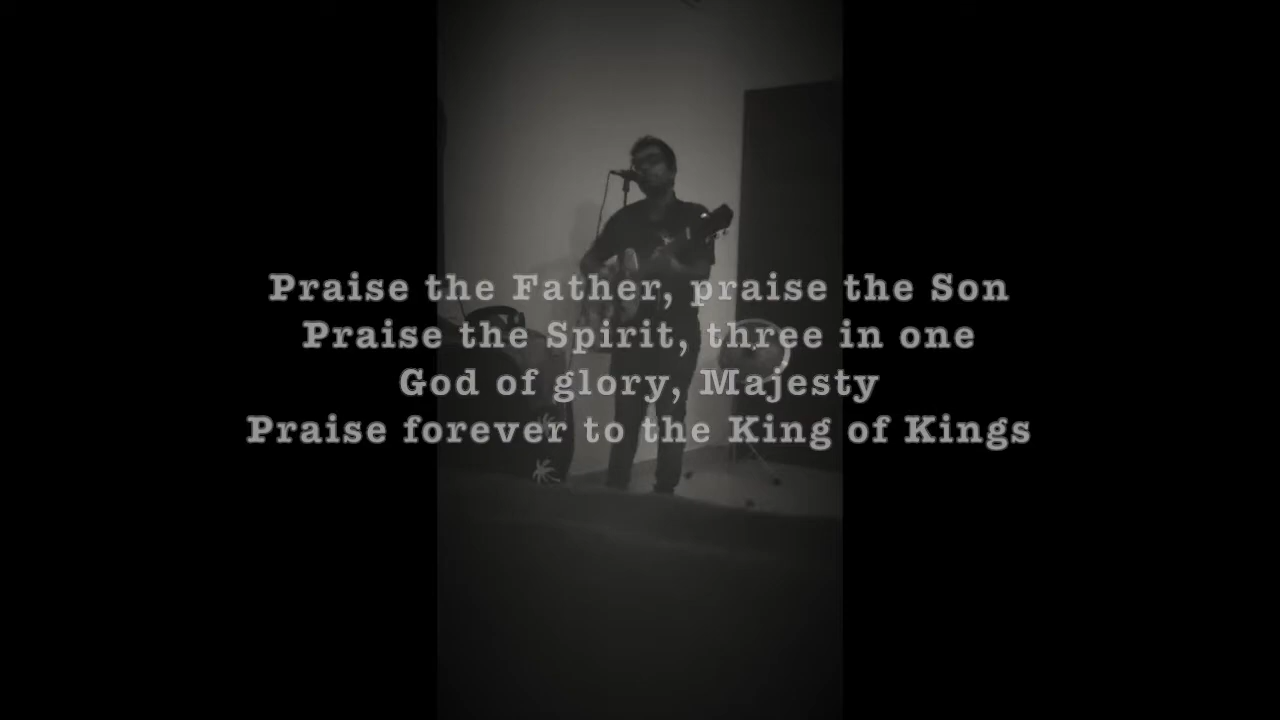 Praise the Father, praise the Son
Praise the Spirit, three in one
God of glory, Majesty
Praise forever to the King of Kings